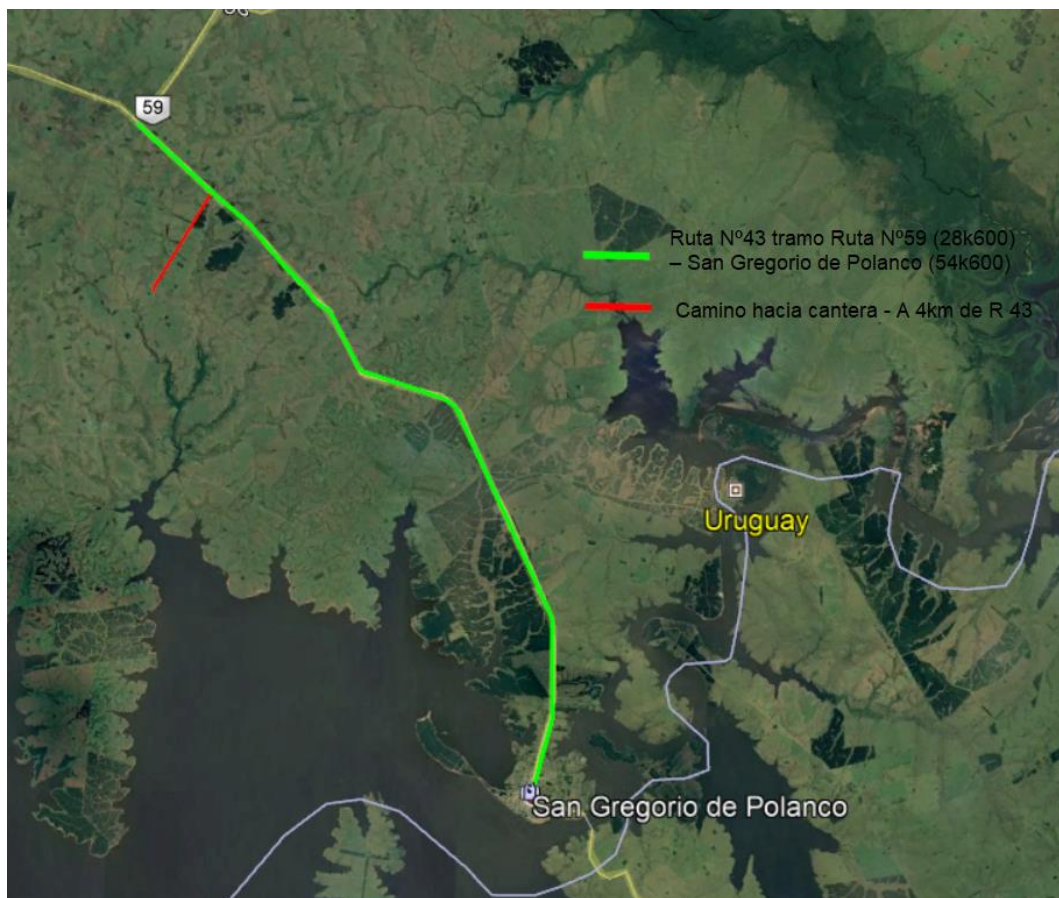 59
Ruta Nº43 tramo Ruta Nº59 (28k600)
– San Gregorio de Polanco (54k600)
Camino hacia cantera - A 4km de R 43
Uruguay
San Gregorio de Polanco